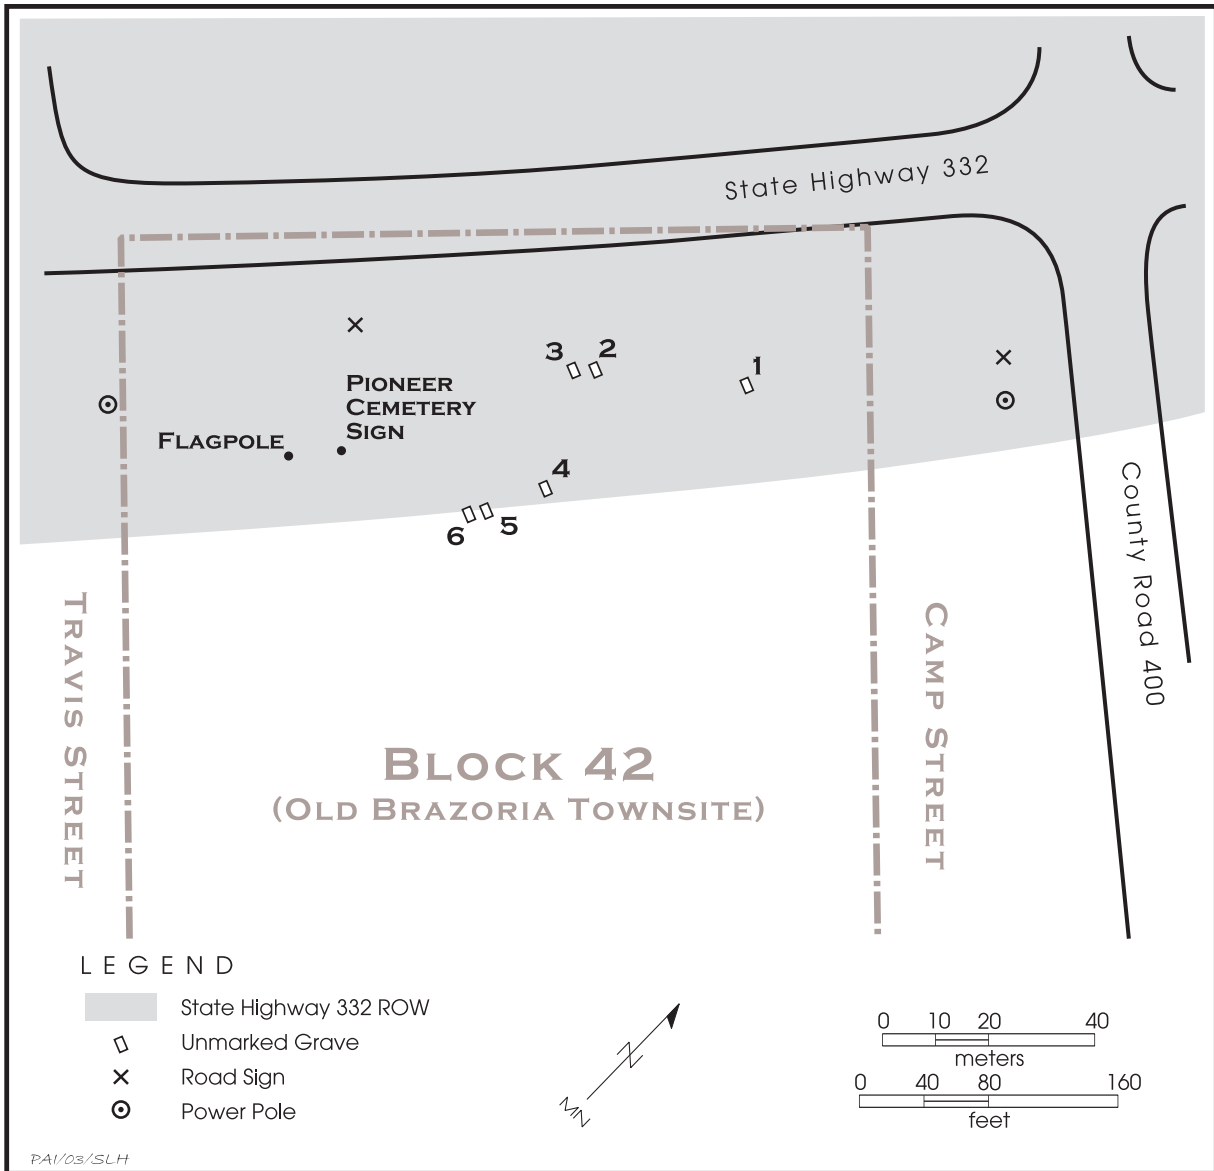 State Highway 332
3
2
1
PIONEER
CEMETERY
SIGN
FLAGPOLE
4
5
6
County Road 400
TRAVIS STREET
CAMP STREET
BLOCK 42
(OLD BRAZORIA TOWNSITE)
LEGEND
State Highway 332 ROW
Unmarked Grave
Road Sign
Power Pole
N
MN
0 10 20 40
meters
0 40 80 160
feet
PAI/03/SLH